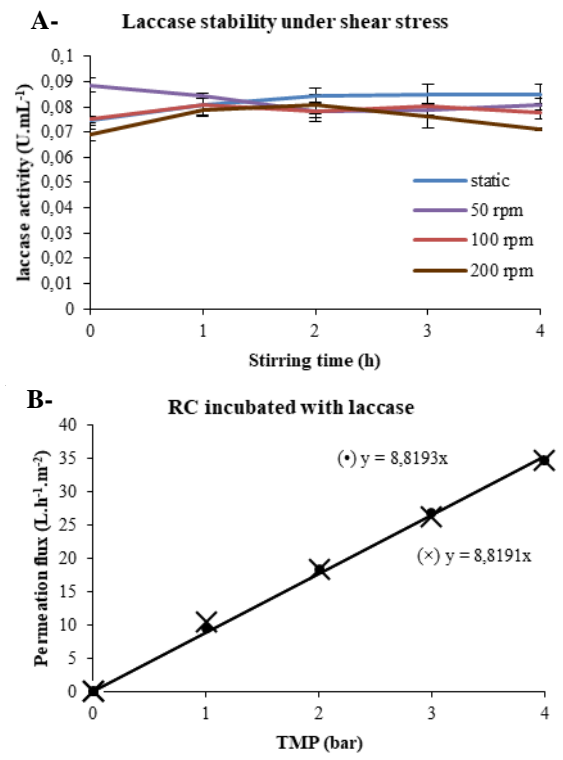 A-
Laccase stability under shear stress
laccase activity (U.mL-1)
0,1
0,09
0,08
0,07
0,06
0,05
0,04
0,03
0,02
0,01
0
static
50 rpm
100 rpm
200 rpm
0 1 2 3 4
Stirring time (h)
B-
RC incubated with laccase
Permeation flux (L.h-1.m-2)
40
35
30
25
20
15
10
5
0
(•) y = 8,8193x
(×) y = 8,8191x
0 1 2 3 4
TMP (bar)